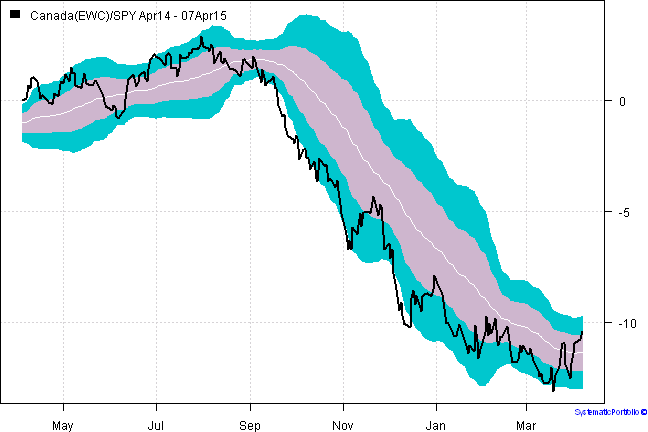 Canada(EWC)/SPY Apr14 - 07Apr15
0
-5
-10
May Jul Sep Nov Jan Mar
SystematicPortfolio ©